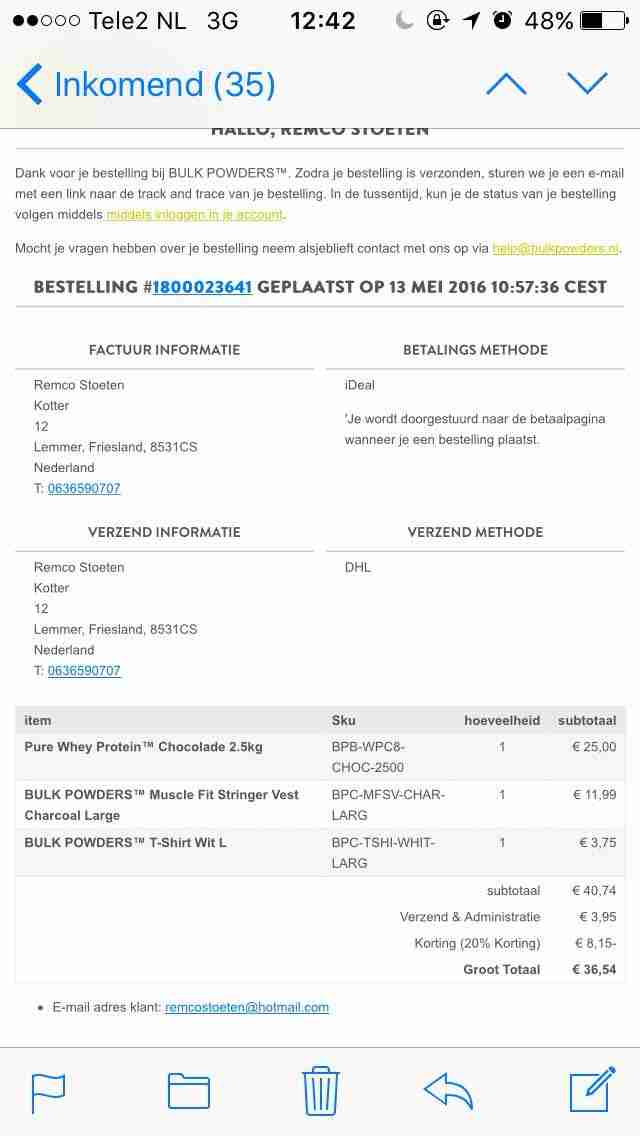 Tele2 NL 3G 12:42 48%
Inkomend (35)
HALLO, REMCO STOETEN
Dank voor je bestelling bij BULK POWDERS™. Zodra je bestelling is verzonden, sturen we je een e-mail
met een link naar de track and trace van je bestelling. In de tussentijd, kun je de status van je bestelling
volgen middels middels inloggen in je account.
Mocht je vragen hebben over je bestelling neem alsjeblieft contact met ons op via help@bulkpowders.nl.
BESTELLING #1800023641 GEPLAATST OP 13 MEI 2016 10:57:36 CEST
FACTUUR INFORMATIE
Remco Stoeten
Kotter
12
Lemmer, Friesland, 8531CS
Nederland
T: 0636590707
BETALINGS METHODE
iDeal
'Je wordt doorgestuurd naar de betaalpagina
wanneer je een bestelling plaatst.
VERZEND INFORMATIE
Remco Stoeten
Kotter
12
Lemmer, Friesland, 8531CS
Nederland
T: 0636590707
VERZEND METHODE
DHL
item Sku hoeveelheid subtotaal
Pure Whey Protein™ Chocolade 2.5kg BPB-WPC8- 1 € 25,00
CHOC-2500
BULK POWDERS™ Muscle Fit Stringer Vest BPC-MFSV-CHAR- 1 € 11,99
Charcoal Large LARG
BULK POWDERS™ T-Shirt Wit L BPC-TSHI-WHIT- 1 € 3,75
LARG
subtotaal € 40,74
Verzend & Administratie € 3,95
Korting (20% Korting) € 8,15-
Groot Totaal € 36,54
• E-mail adres klant: remcostoeten@hotmail.com